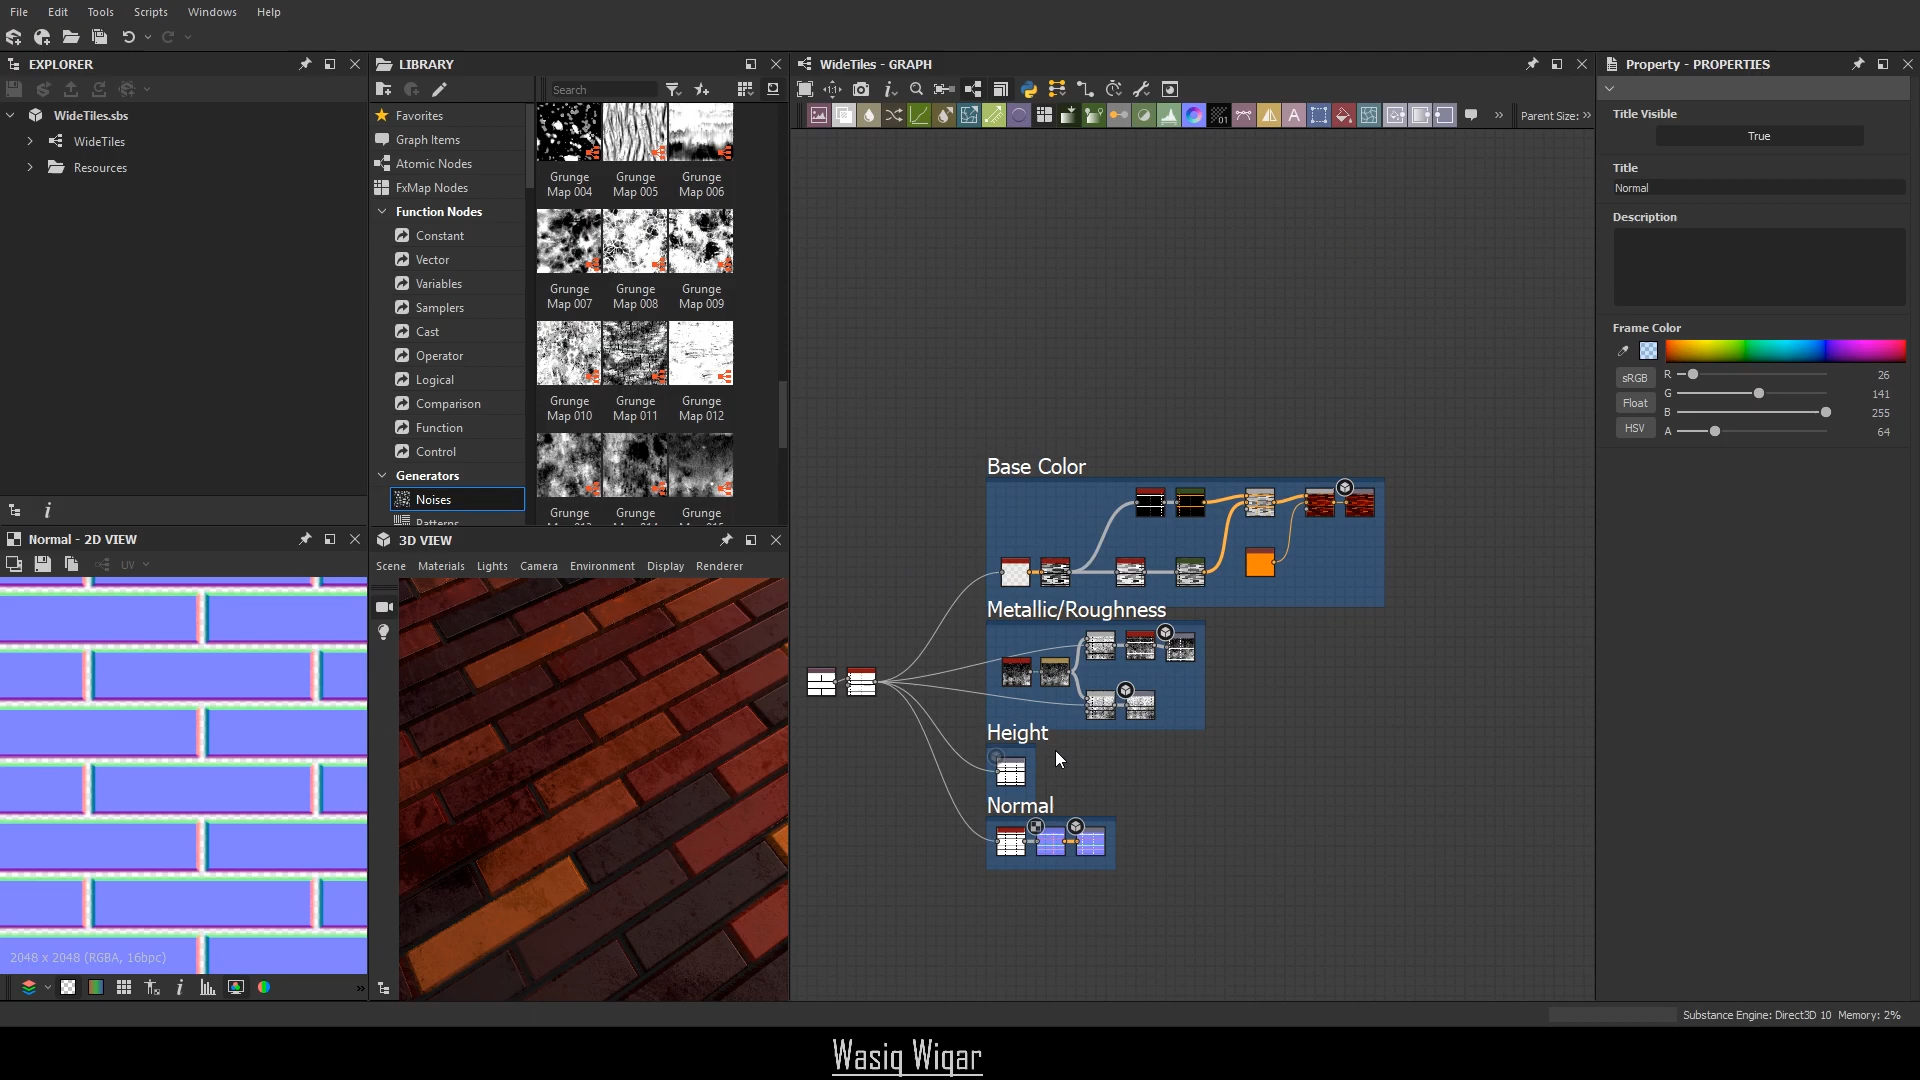 File Edit Tools Scripts Windows Help
EXPLORER
WideTiles.sbs
WideTiles
Resources
LIBRARY
Search
Favorites
Graph Items
Atomic Nodes
FxMap Nodes
Function Nodes
Constant
Vector
Variables
Samplers
Cast
Operator
Logical
Comparison
Function
Control
Generators
Noises
Patterns
Grunge Map 004
Grunge Map 005
Grunge Map 006
Grunge Map 007
Grunge Map 008
Grunge Map 009
Grunge Map 010
Grunge Map 011
Grunge Map 012
Grunge
Grunge
Grunge
WideTiles - GRAPH
1:1
01
A
» Parent Size: »
Base Color
Metallic/Roughness
Height
Normal
Normal - 2D VIEW
UV
2048 x 2048 (RGBA, 16bpc)
3D VIEW
Scene Materials Lights Camera Environment Display Renderer
Property - PROPERTIES
Title Visible
True
Title
Normal
Description
Frame Color
sRGB R 26
Float G 141
B 255
HSV A 64
Substance Engine: Direct3D 10 Memory: 2%
Wasiq Wiqar